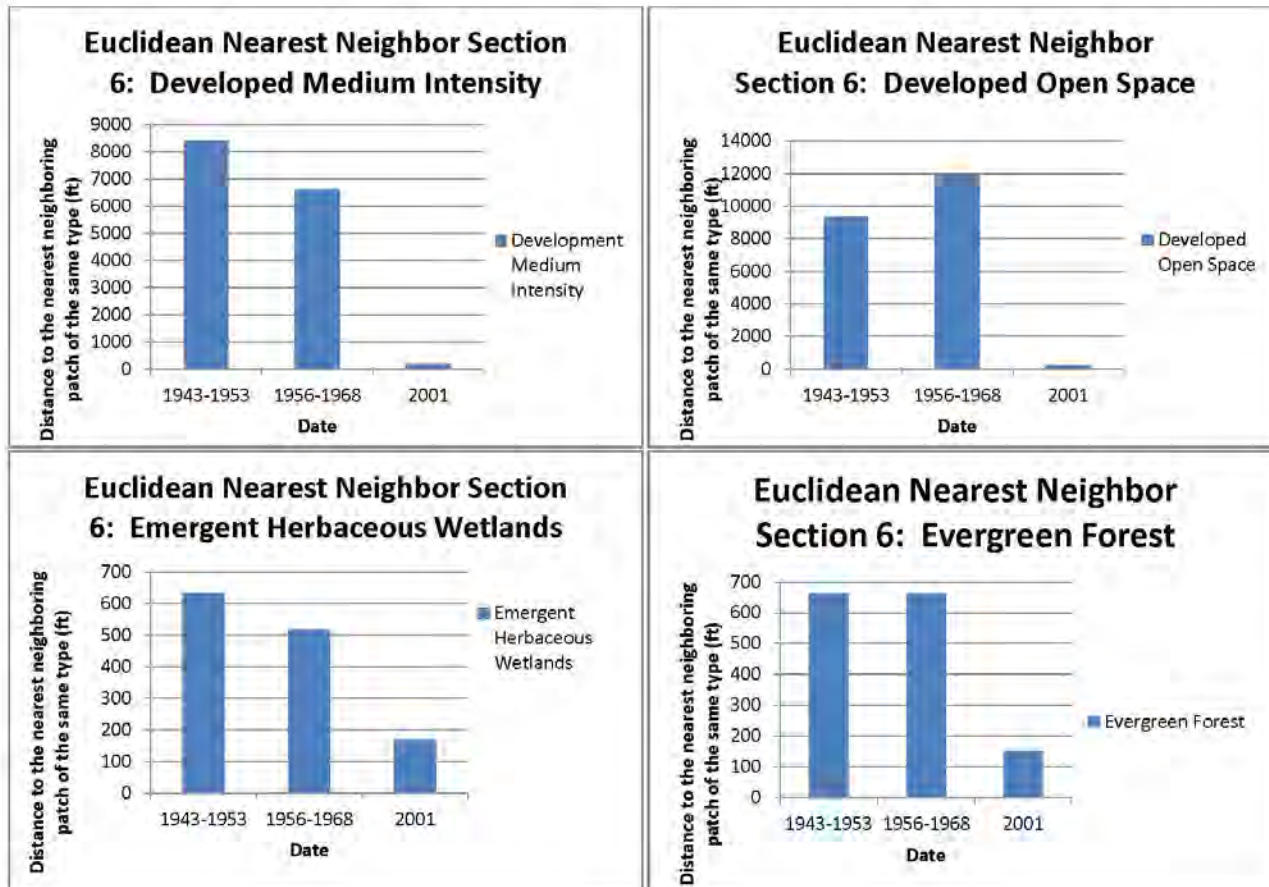 Euclidean Nearest Neighbor Section
6:  Developed Medium Intensity
Distance to the nearest neighboring
patch of the same type (ft)
9000
8000
7000
6000
5000
4000
3000
2000
1000
0
1943-1953
1956-1968
2001
Date
Development
Medium
Intensity
Euclidean Nearest Neighbor
Section 6:  Developed Open Space
Distance to the nearest neighboring
patch of the same type (ft)
14000
12000
10000
8000
6000
4000
2000
0
1943-1953
1956-1968
2001
Date
Developed
Open Space
Euclidean Nearest Neighbor Section
6:  Emergent Herbaceous Wetlands
Distance to the nearest neighboring
patch of the same type (ft)
700
600
500
400
300
200
100
0
1943-1953
1956-1968
2001
Date
Emergent
Herbaceous
Wetlands
Euclidean Nearest Neighbor
Section 6:  Evergreen Forest
Distance to the nearest neighboring
patch of the same type (ft)
700
600
500
400
300
200
100
0
1943-1953
1956-1968
2001
Date
Evergreen Forest